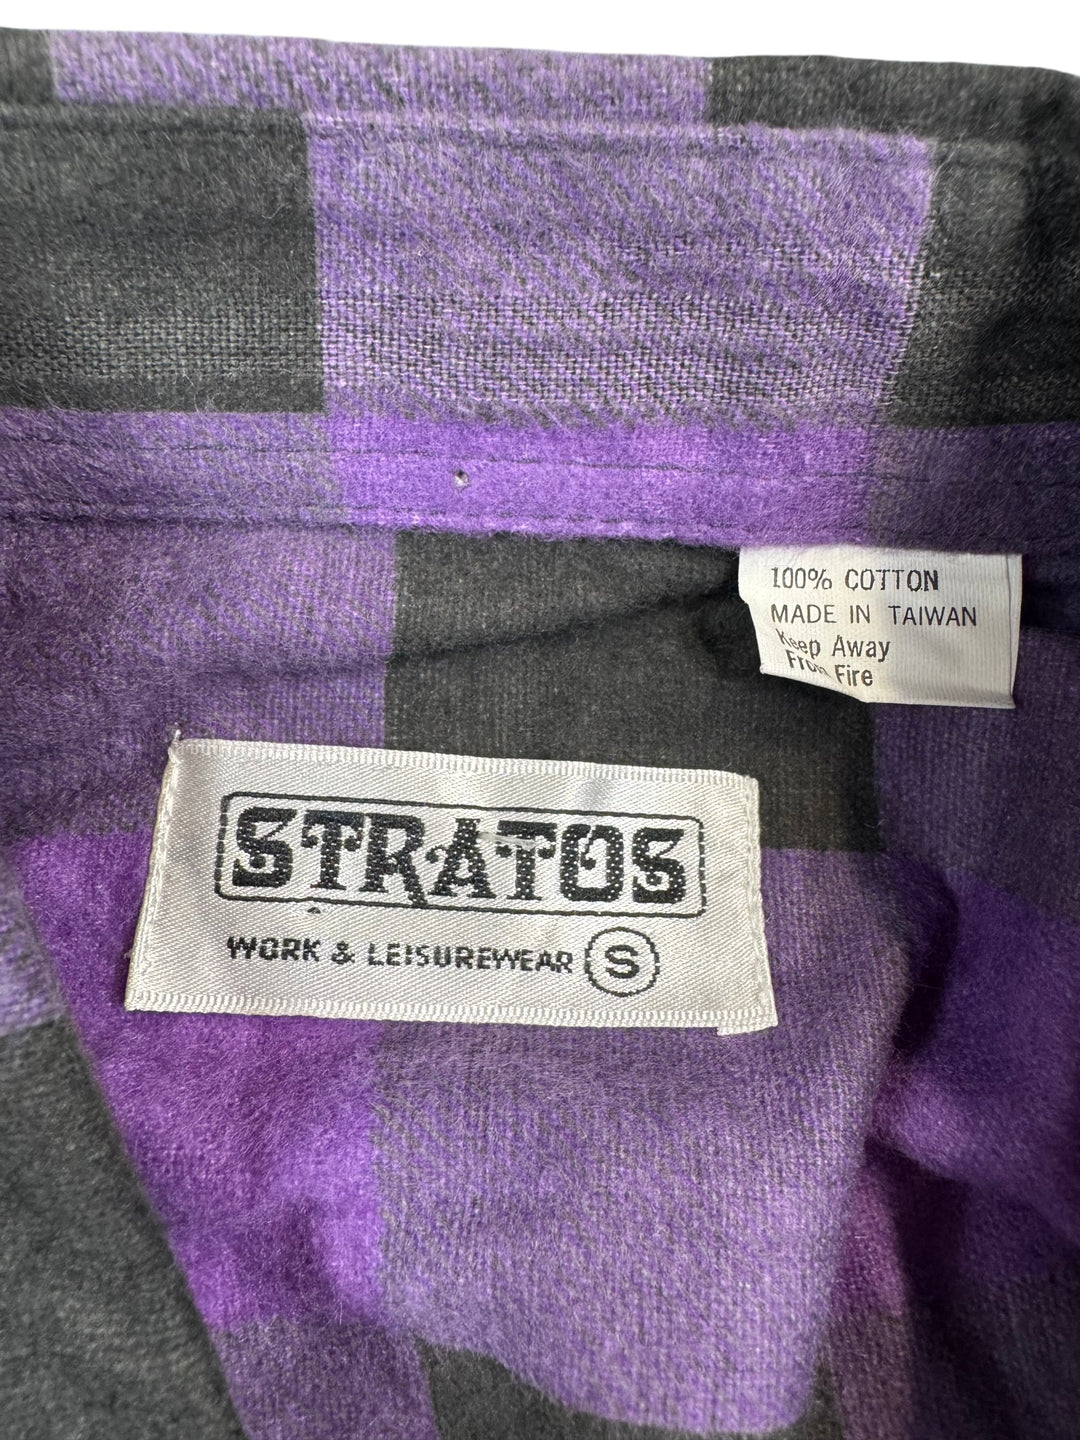 100% COTTON
MADE IN TAIWAN
Keep Away
From Fire
STRATOS
WORK & LEISUREWEAR S